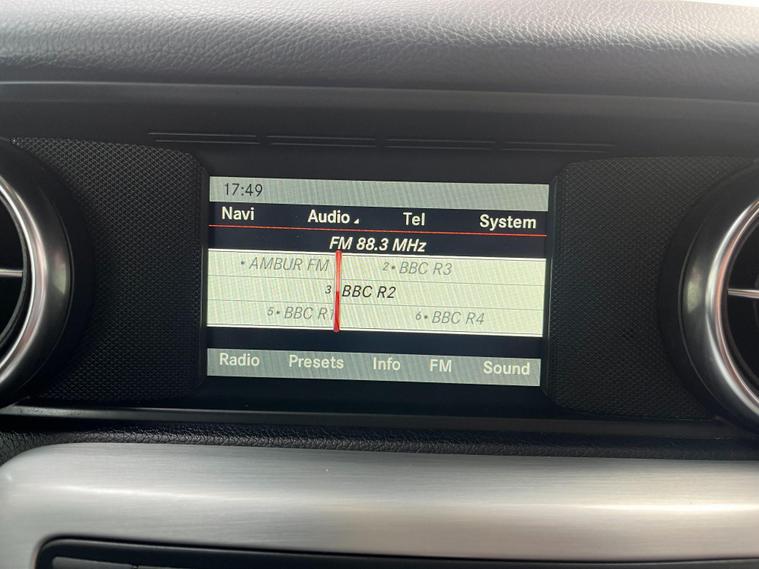 17:49
Navi Audio Tel System
FM 88.3 MHz
• AMBUR FM 2• BBC R3
3 BBC R2
5• BBC R1 6• BBC R4
Radio Presets Info FM Sound